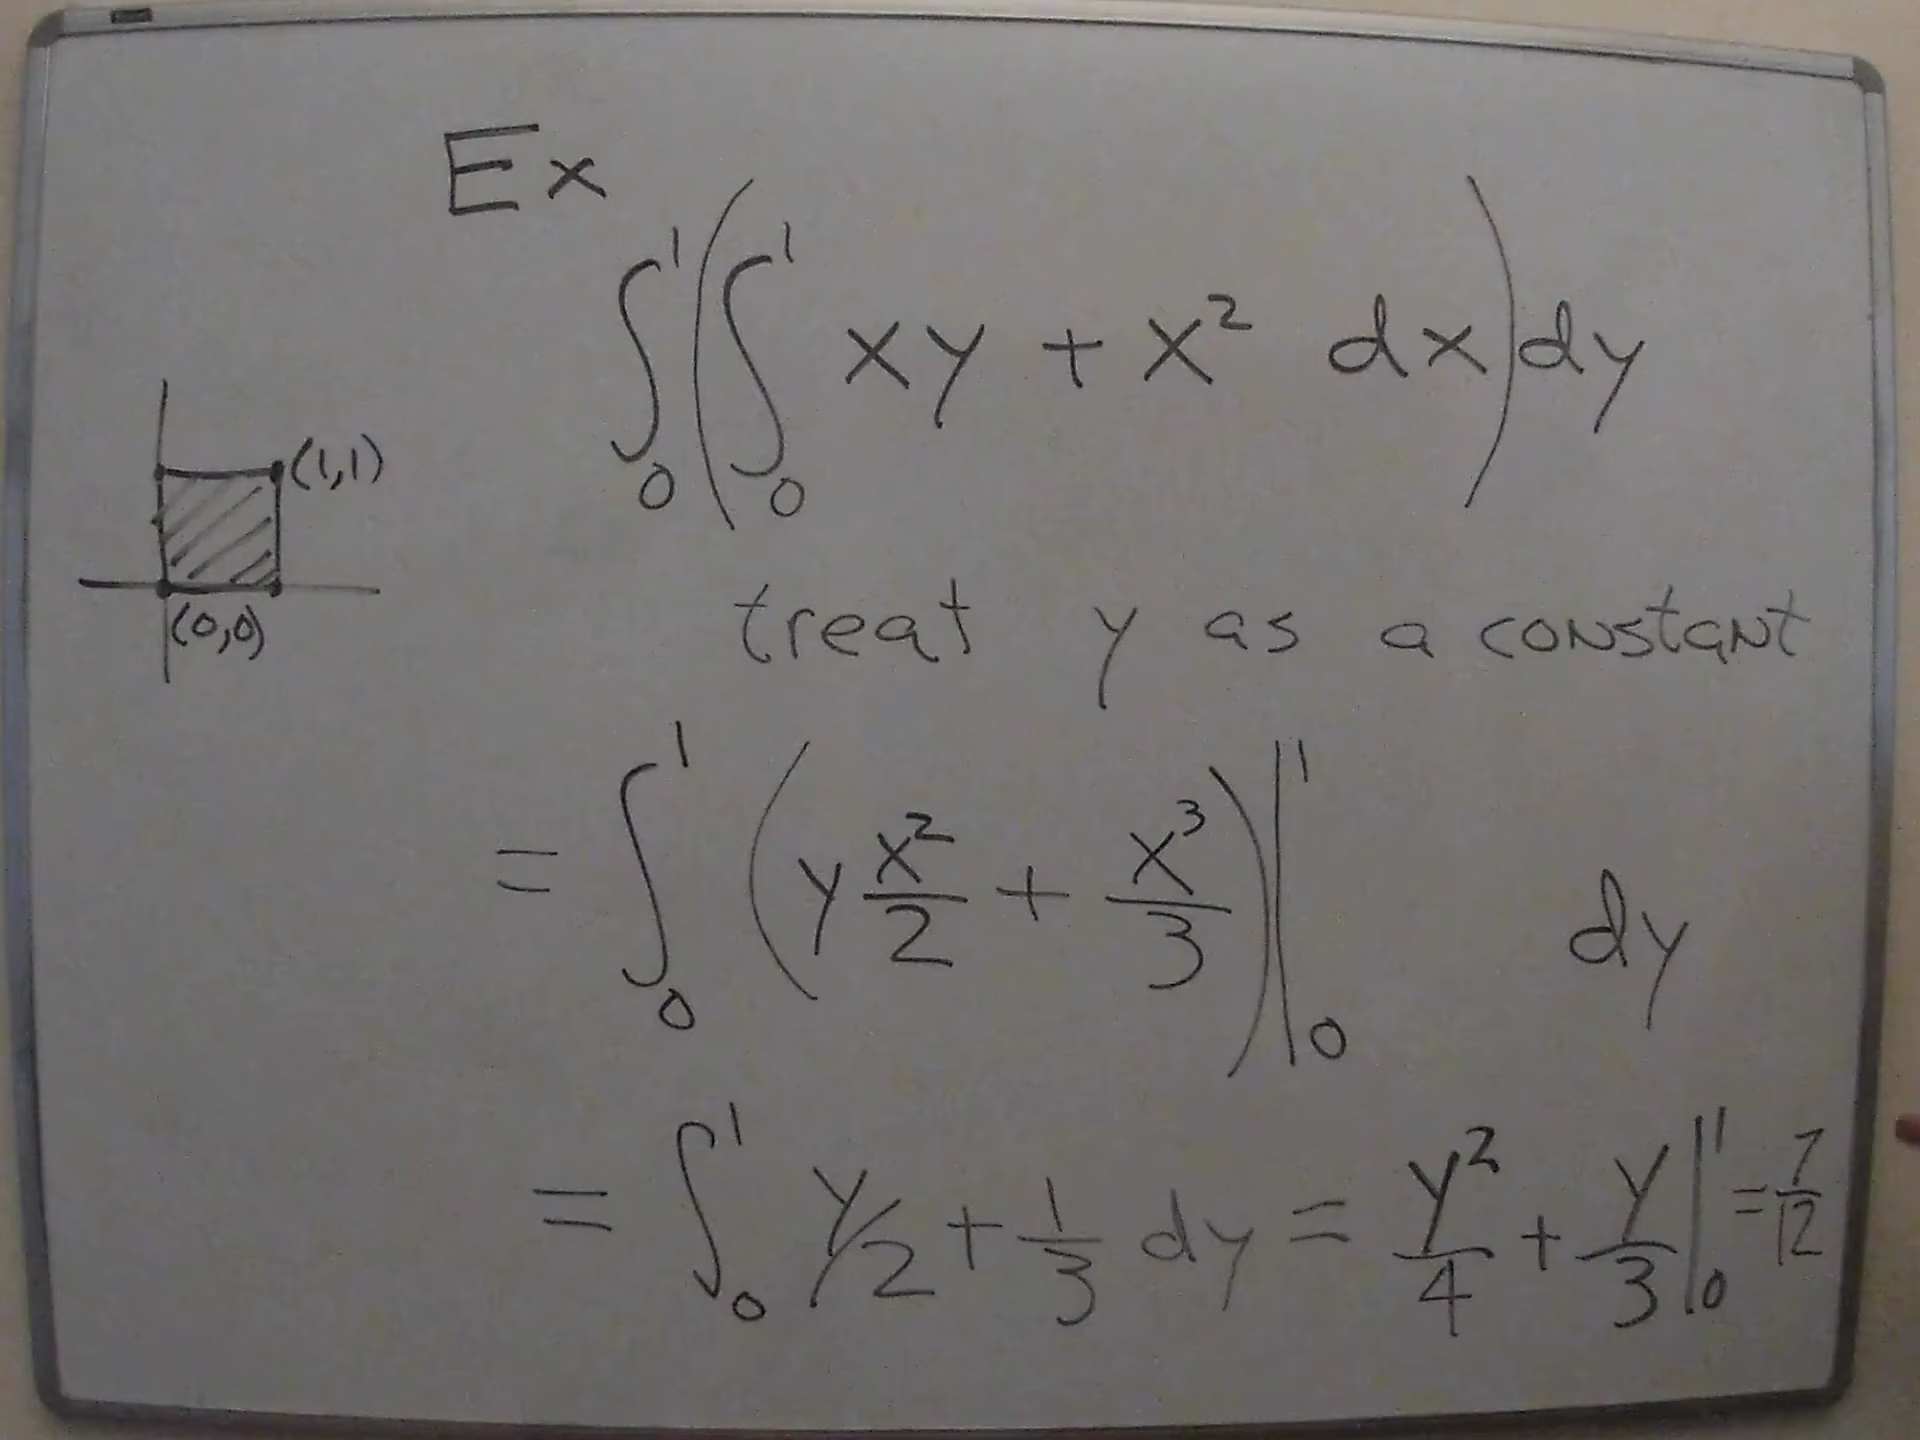 Ex
∫₀¹ (∫₀¹ xy + x² dx) dy
(1,1)
(0,0)
treat y as a constant
= ∫₀¹ (y x²/2 + x³/3) |₀¹ dy
= ∫₀¹ y/2 + 1/3 dy = y²/4 + y/3 |₀¹ = 7/12